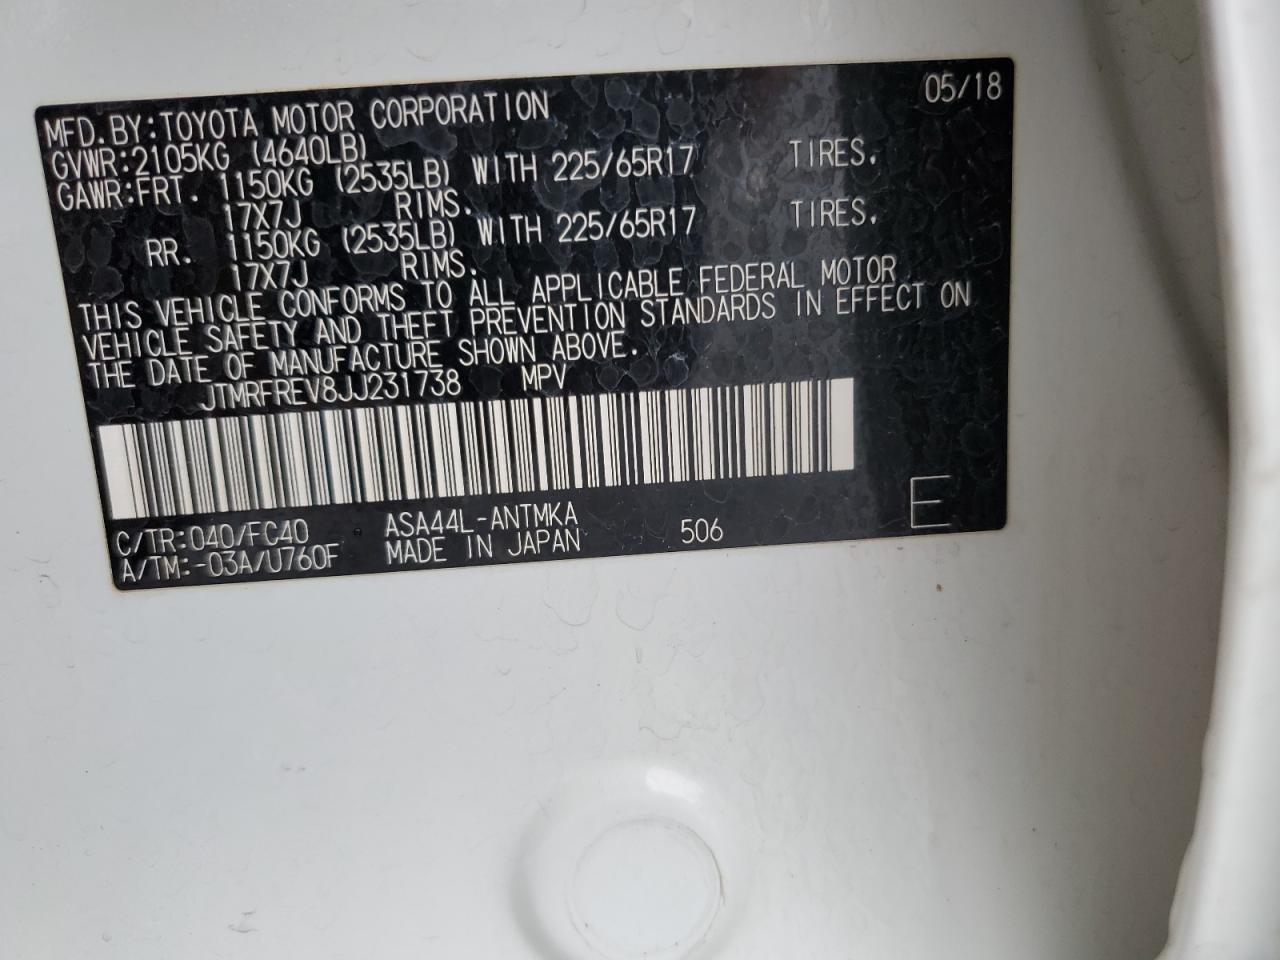 05/18
MFD.BY:TOYOTA MOTOR CORPORATION
GVWR:2105KG (4640LB)
GAWR:FRT. 1150KG (2535LB) WITH 225/65R17 TIRES.
17X7J RIMS.
RR. 1150KG (2535LB) WITH 225/65R17 TIRES.
17X7J RIMS.
THIS VEHICLE CONFORMS TO ALL APPLICABLE FEDERAL MOTOR
VEHICLE SAFETY AND THEFT PREVENTION STANDARDS IN EFFECT ON
THE DATE OF MANUFACTURE SHOWN ABOVE.
JTMRFREV8JJ231738 MPV
C/TR:040/FC40 ASA44L-ANTMKA
A/TM:-03A/U760F MADE IN JAPAN 506 E